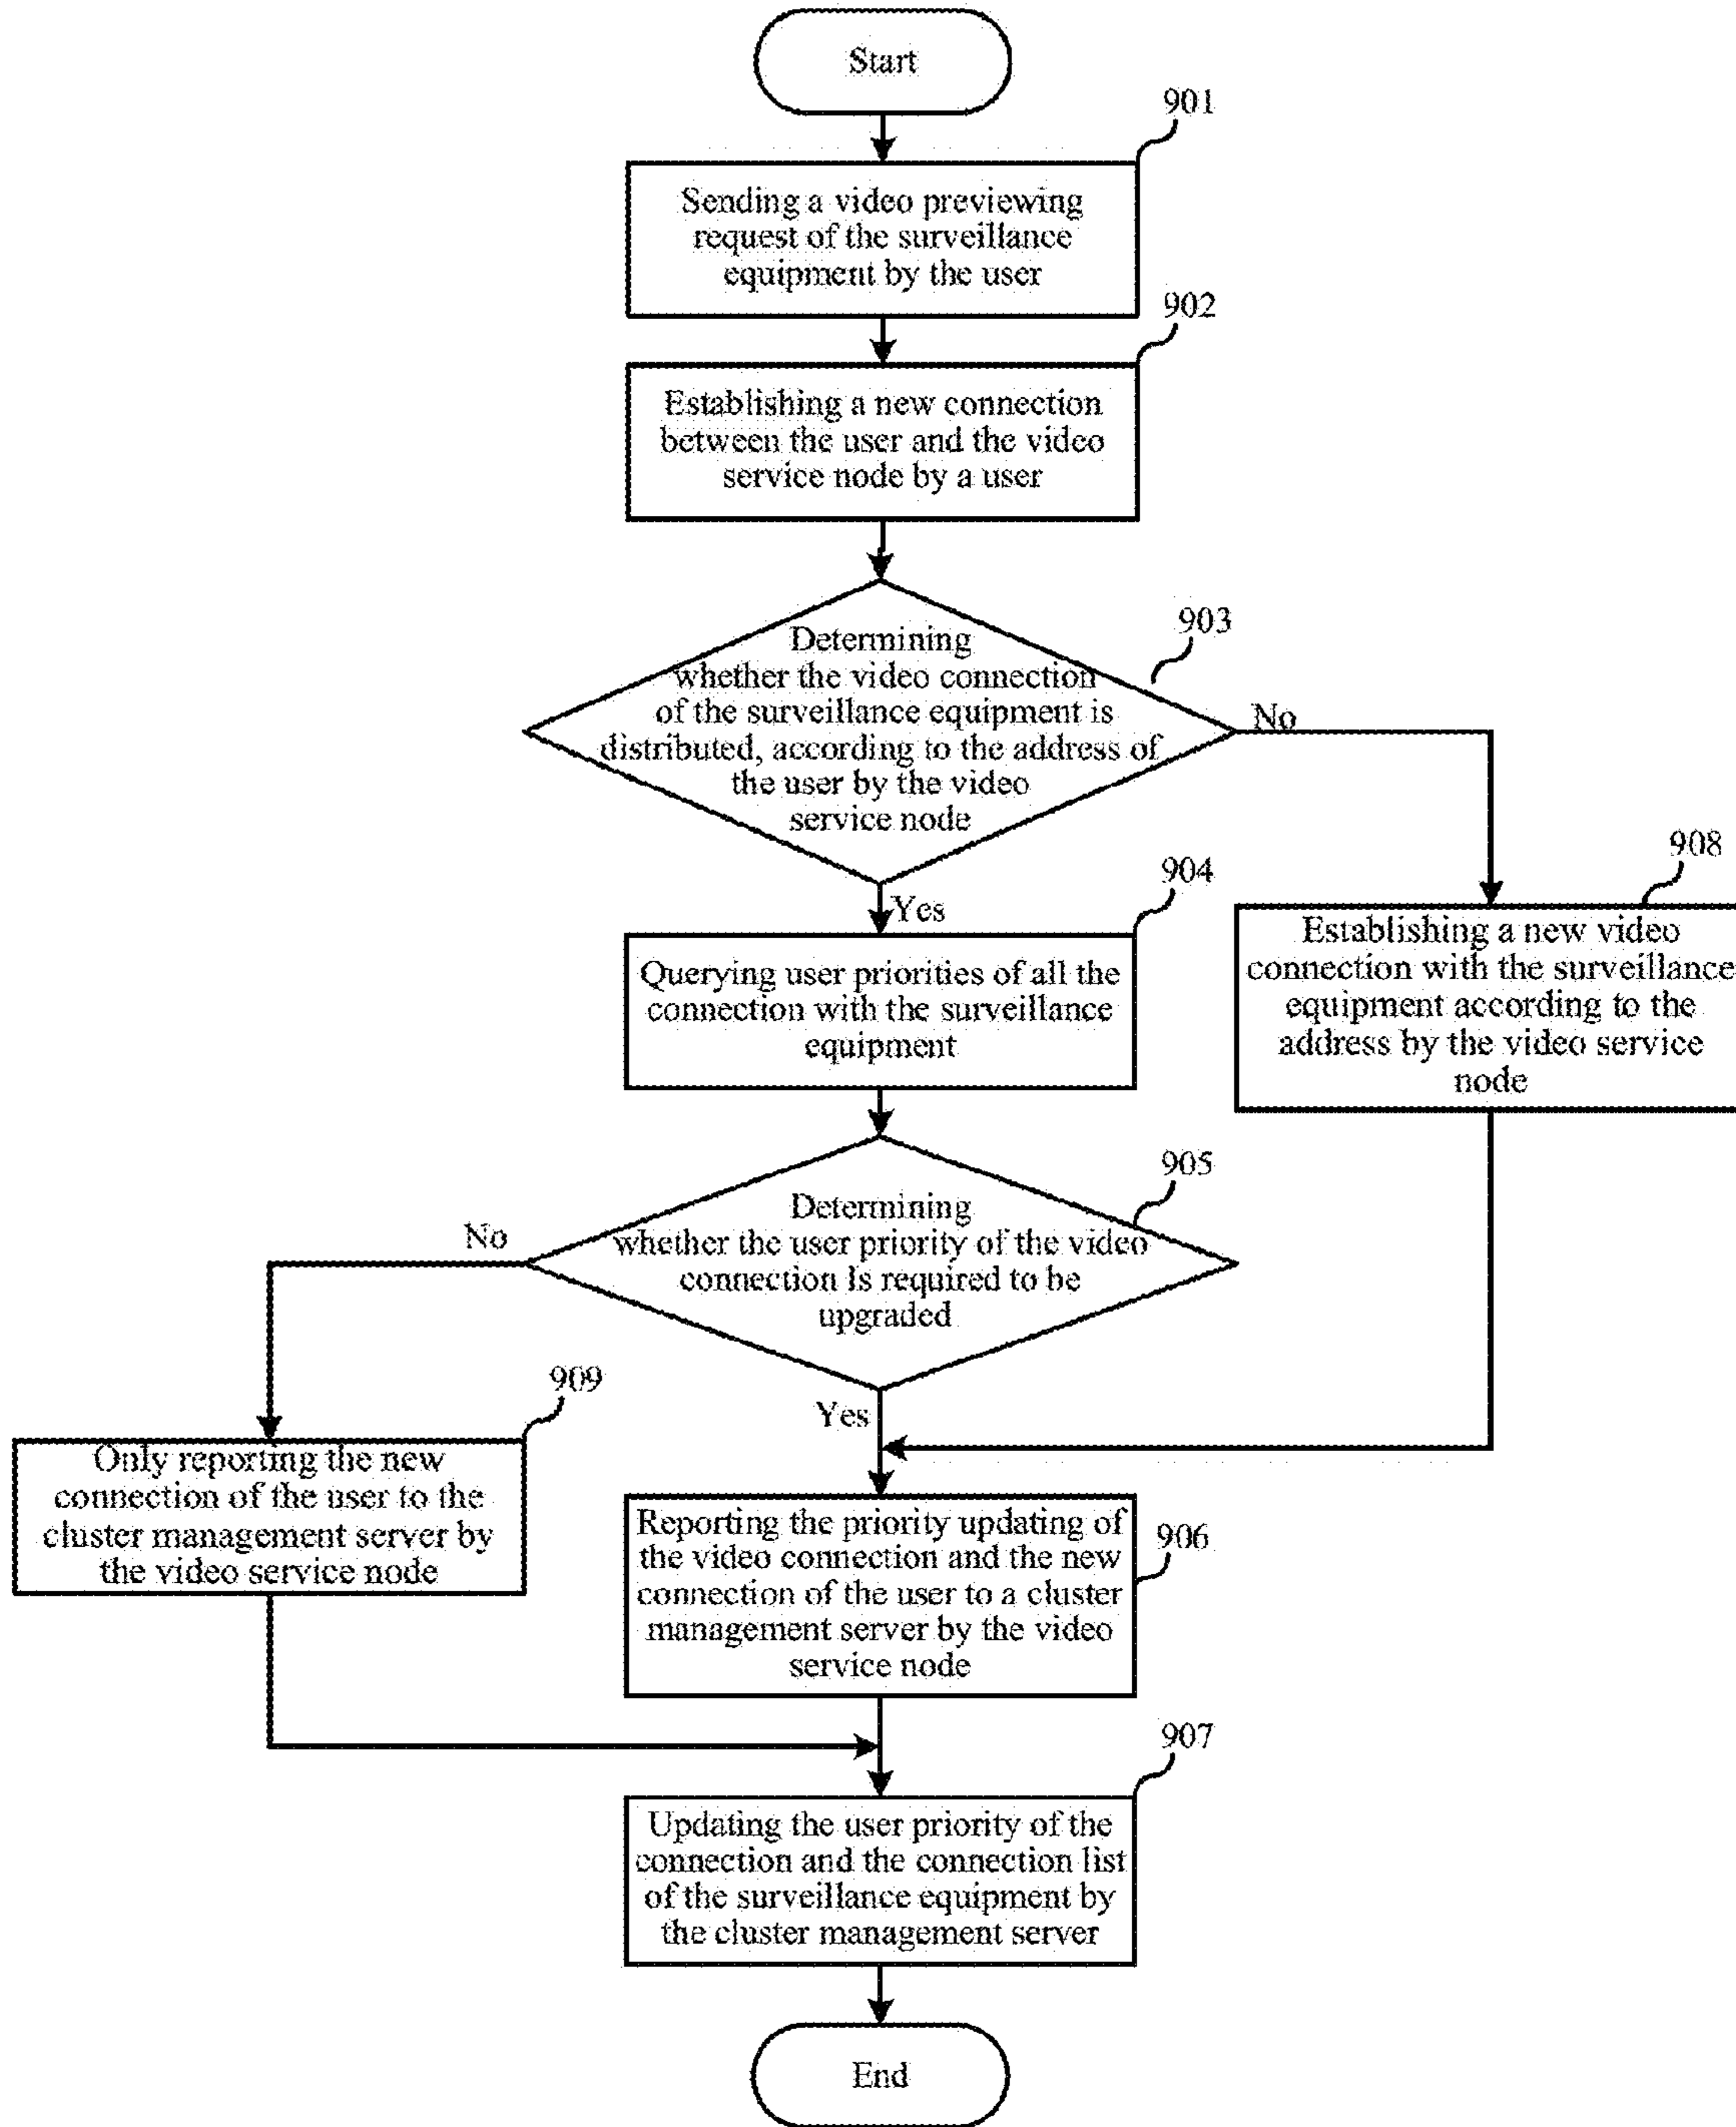 Start
901
Sending a video previewing
request of the surveillance
equipment by the user
902
Establishing a new connection
between the user and the video
service node by a user
903
Determining
whether the video connection
of the surveillance equipment is
distributed, according to the address of
the user by the video
service node
No
Yes
904
Querying user priorities of all the
connection with the surveillance
equipment
908
Establishing a new video
connection with the surveillance
equipment according to the
address by the video service
node
905
Determining
whether the user priority of the video
connection Is required to be
upgraded
No
Yes
909
Only reporting the new
connection of the user to the
cluster management server by
the video service node
906
Reporting the priority updating of
the video connection and the new
connection of the user to a cluster
management server by the video
service node
907
Updating the user priority of the
connection and the connection list
of the surveillance equipment by
the cluster management server
End